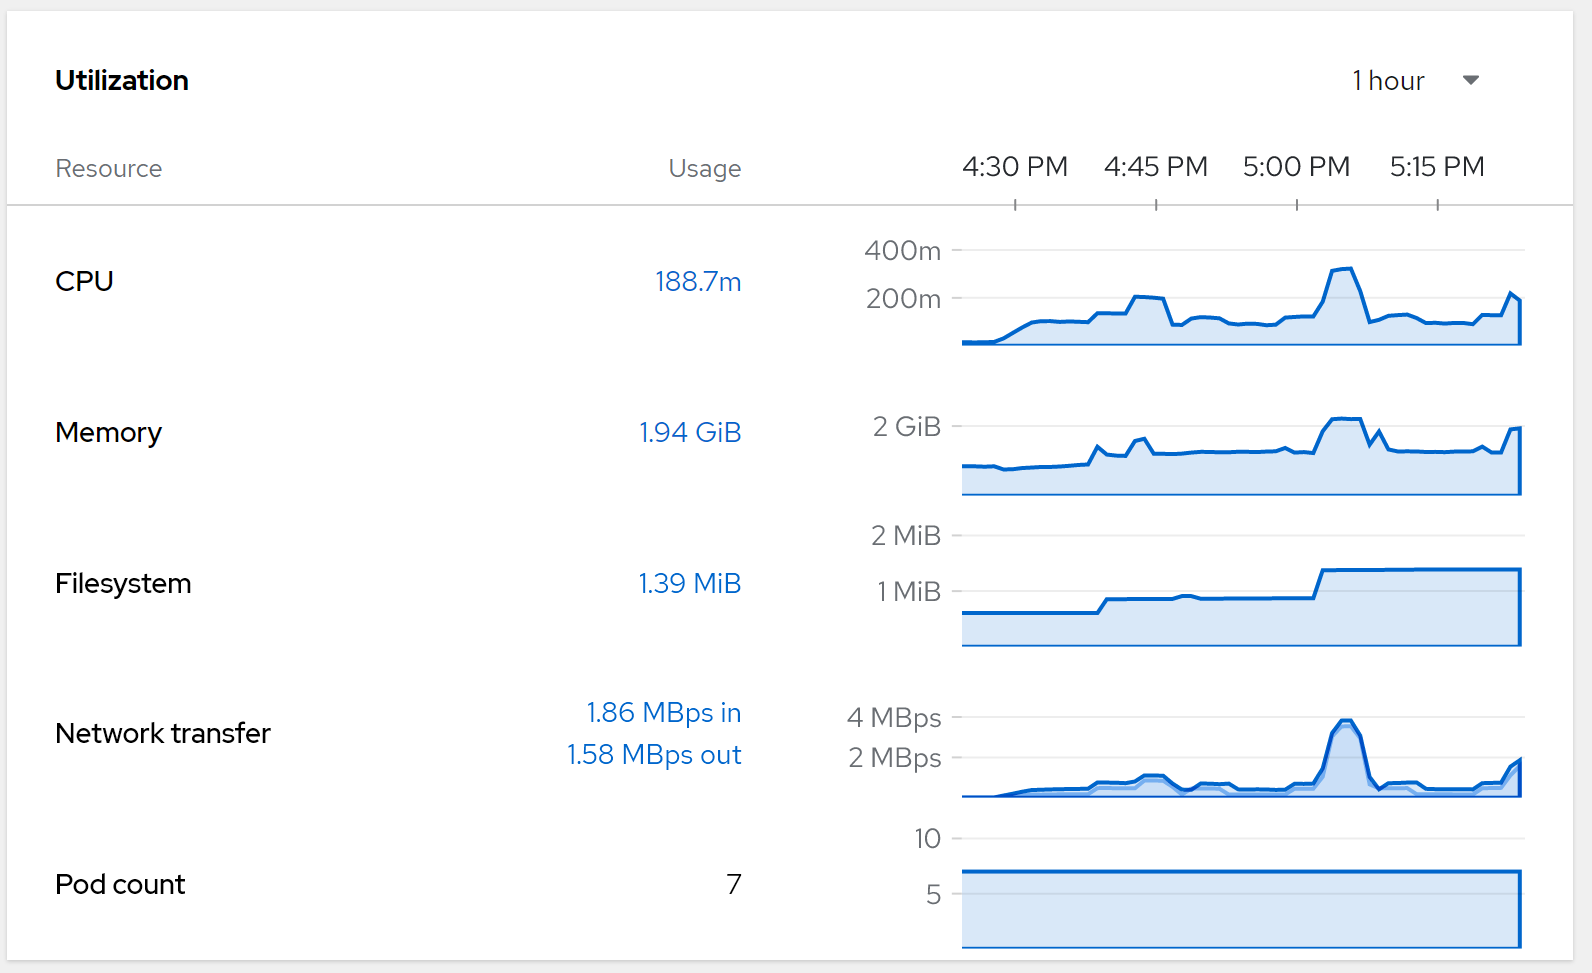 Utilization
1 hour
Resource Usage 4:30 PM 4:45 PM 5:00 PM 5:15 PM
CPU 188.7m
400m
200m
Memory 1.94 GiB
2 GiB
Filesystem 1.39 MiB
2 MiB
1 MiB
Network transfer
1.86 MBps in
1.58 MBps out
4 MBps
2 MBps
Pod count 7
10
5